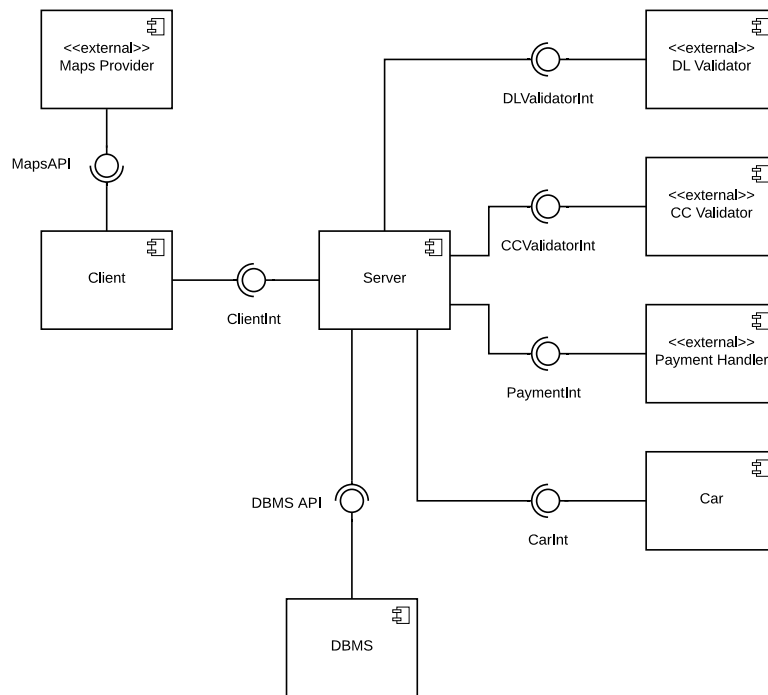 <<external>>
Maps Provider
<<external>>
DL Validator
DLValidatorInt
MapsAPI
<<external>>
CC Validator
CCValidatorInt
Client
ClientInt
Server
<<external>>
Payment Handler
PaymentInt
DBMS API
Car
CarInt
DBMS